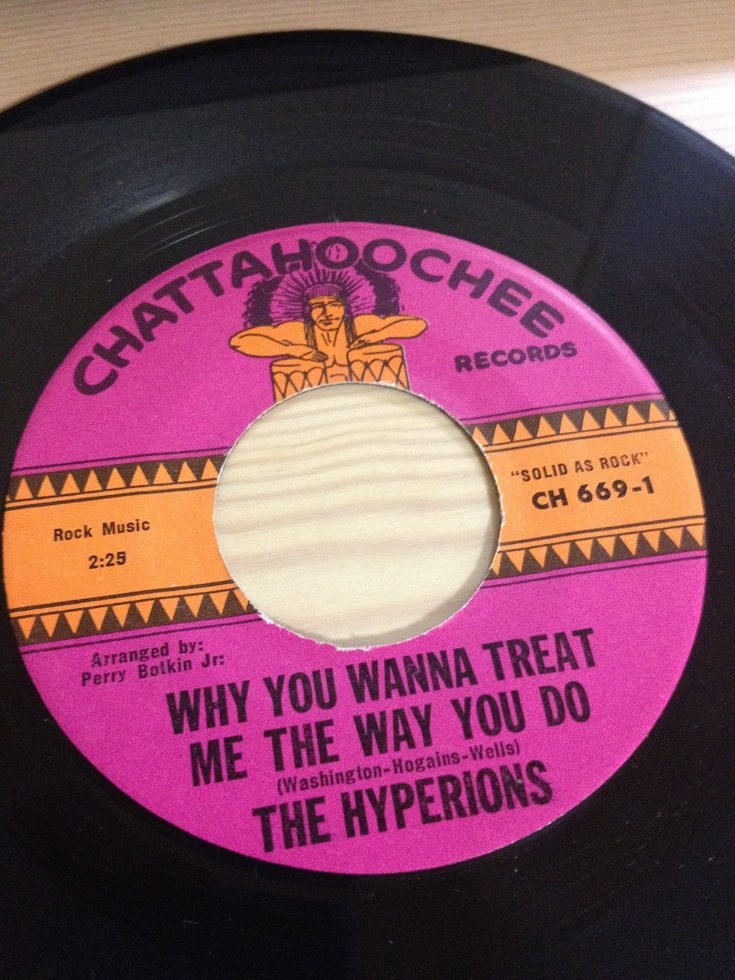 CHATTAHOOCHEE
RECORDS
Rock Music
2:25
"SOLID AS ROCK"
CH 669-1
Arranged by:
Perry Botkin Jr:
WHY YOU WANNA TREAT
ME THE WAY YOU DO
(Washington-Hogains-Wells)
THE HYPERIONS